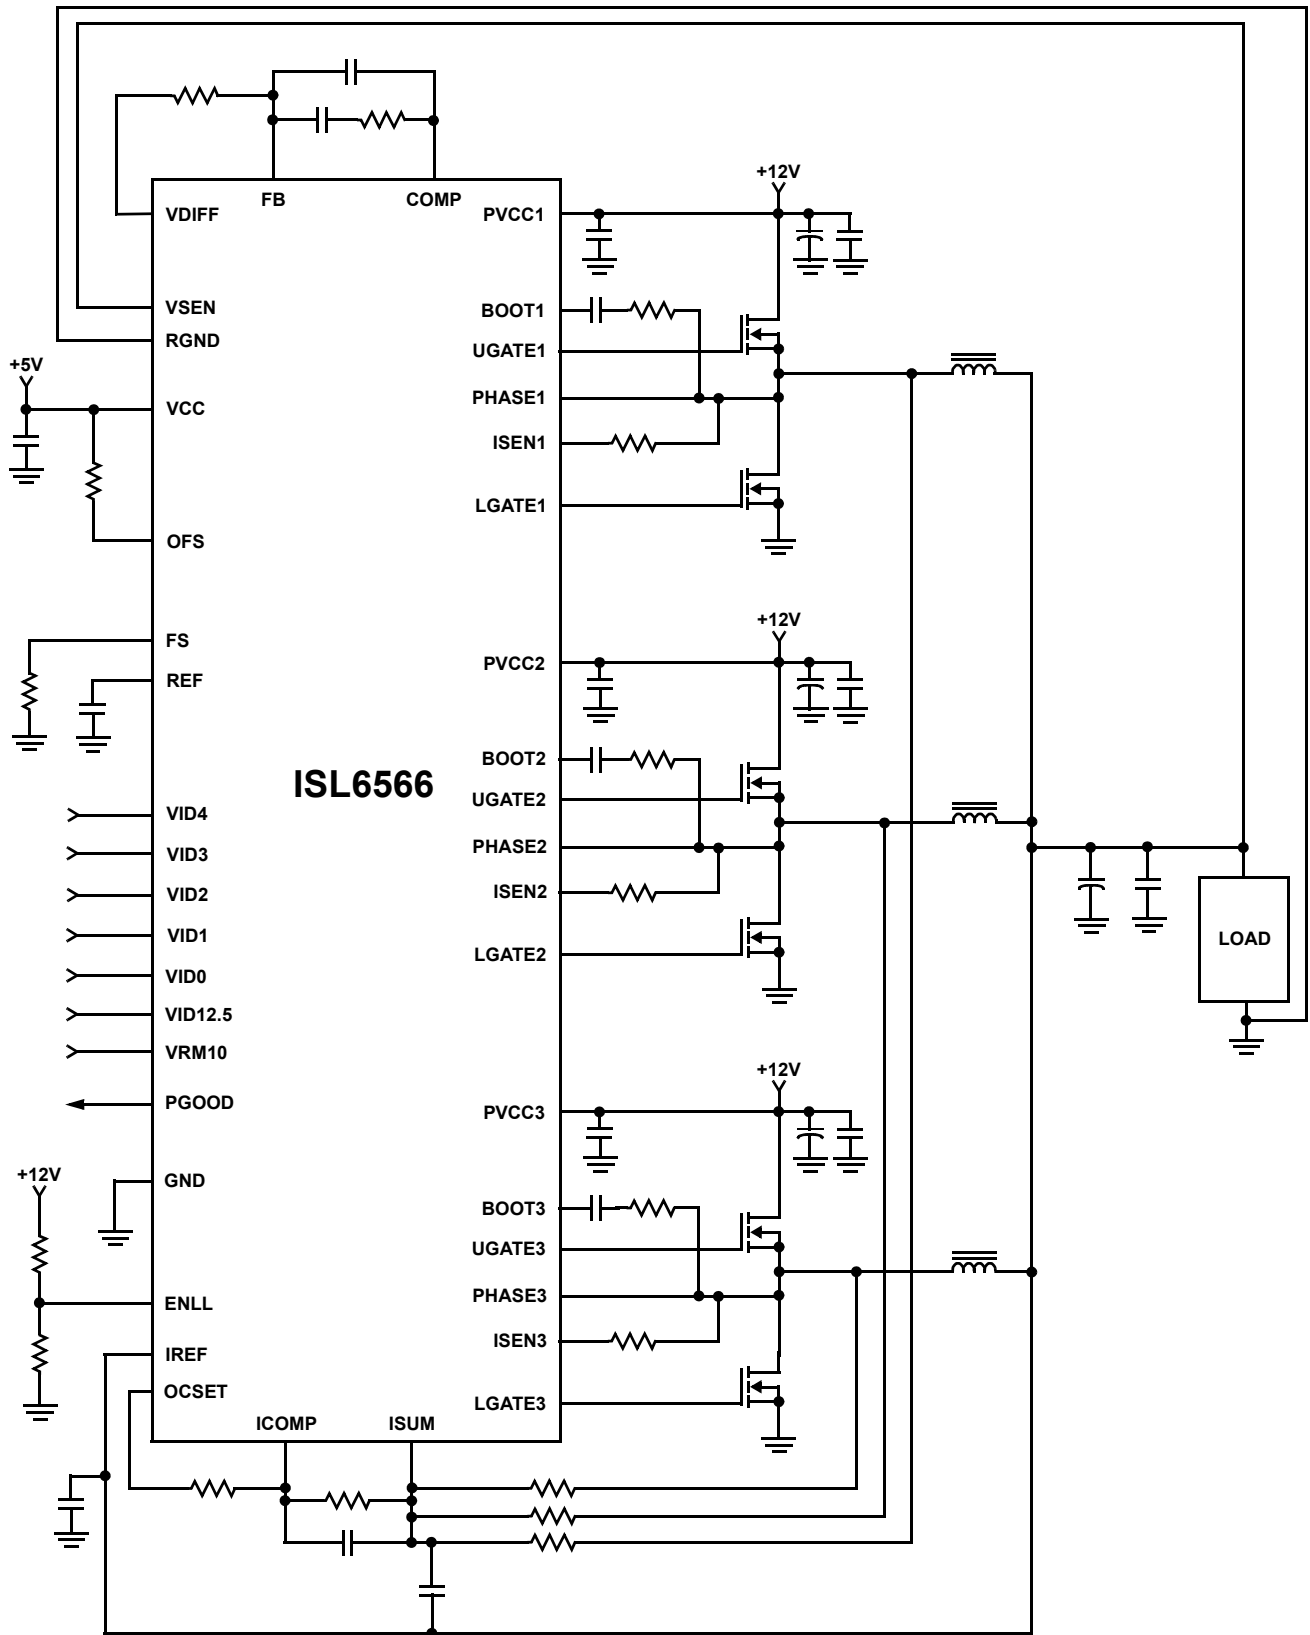 FB
COMP
+12V
VDIFF
PVCC1
VSEN
BOOT1
RGND
UGATE1
+5V
VCC
PHASE1
ISEN1
LGATE1
OFS
+12V
FS
PVCC2
REF
BOOT2
ISL6566
UGATE2
VID4
PHASE2
VID3
ISEN2
VID2
VID1
LGATE2
LOAD
VID0
VID12.5
VRM10
+12V
PGOOD
PVCC3
+12V
GND
BOOT3
UGATE3
ENLL
PHASE3
ISEN3
IREF
OCSET
LGATE3
ICOMP
ISUM